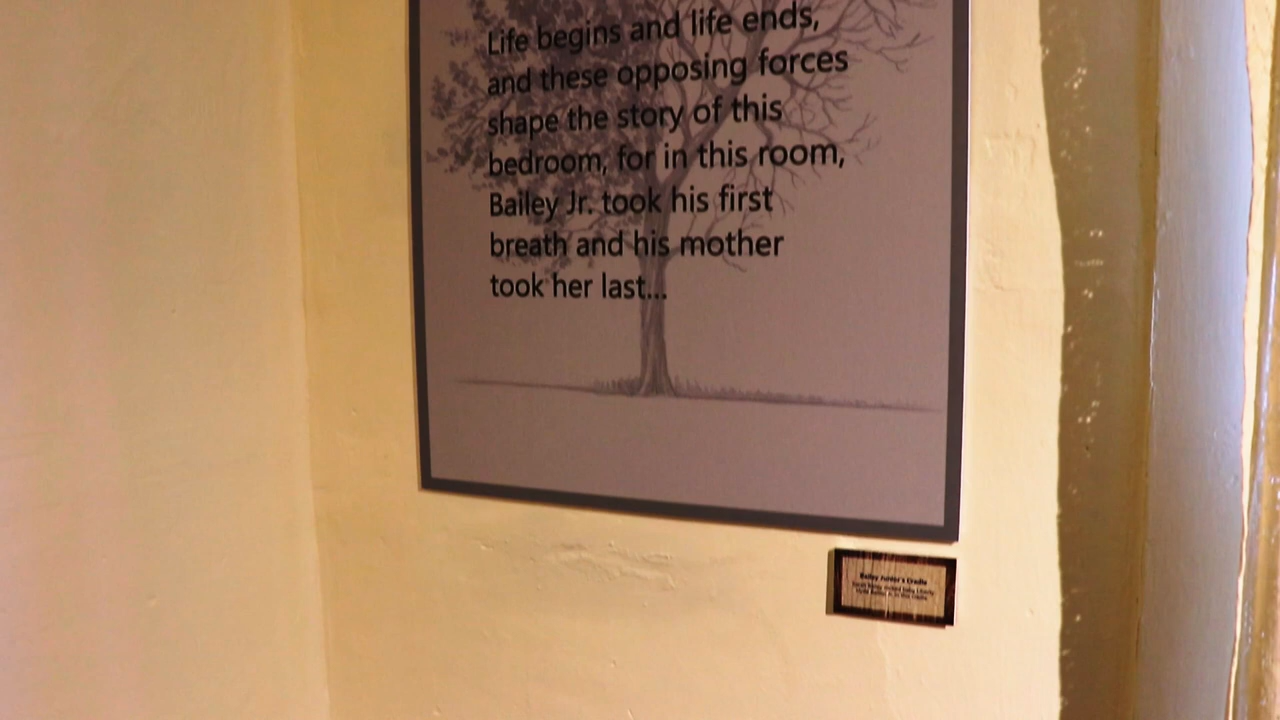 Life begins and life ends,
and these opposing forces
shape the story of this
bedroom, for in this room,
Bailey Jr. took his first
breath and his mother
took her last...
Bailey Junior's Cradle